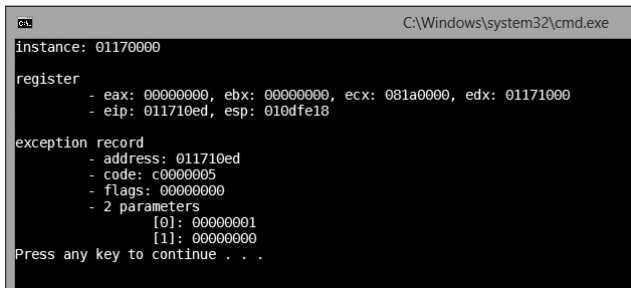 C:\.
C:\Windows\system32\cmd.exe
instance: 01170000
register
- eax: 00000000, ebx: 00000000, ecx: 081a0000, edx: 01171000
- eip: 011710ed, esp: 010dfe18
exception record
- address: 011710ed
- code: c0000005
- flags: 00000000
- 2 parameters
[0]: 00000001
[1]: 00000000
Press any key to continue . . .